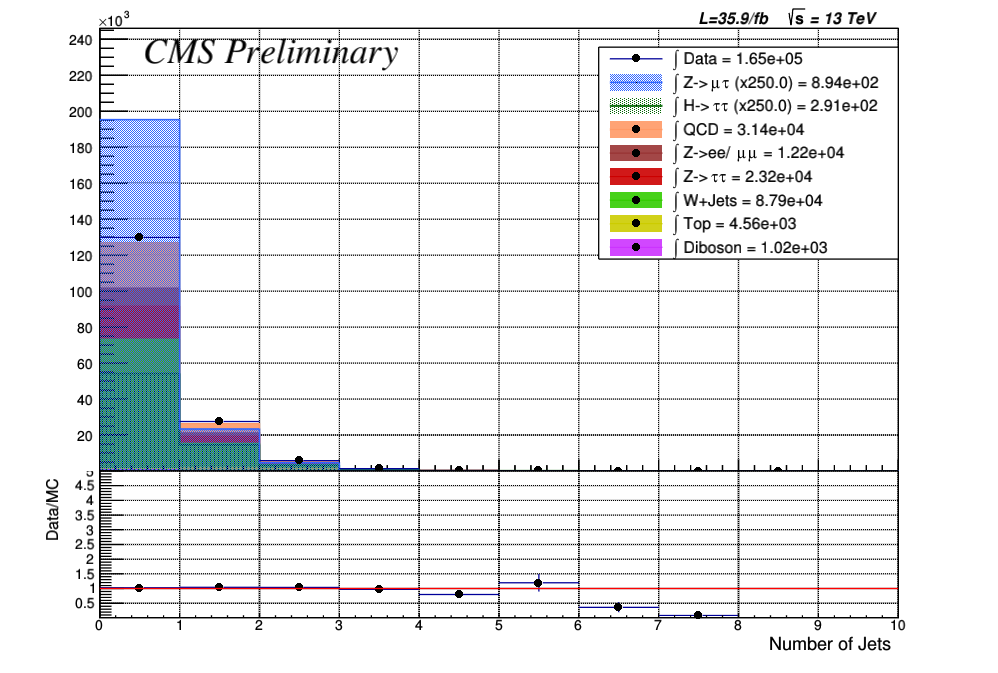 ×10³
L=35.9/fb √s = 13 TeV
CMS Preliminary
240
220
200
180
160
140
120
100
80
60
40
20
∫ Data = 1.65e+05
∫ Z->μτ (x250.0) = 8.94e+02
∫ H->ττ (x250.0) = 2.91e+02
∫ QCD = 3.14e+04
∫ Z->ee/ μμ = 1.22e+04
∫ Z->ττ = 2.32e+04
∫ W+Jets = 8.79e+04
∫ Top = 4.56e+03
∫ Diboson = 1.02e+03
Data/MC
5
4.5
4
3.5
3
2.5
2
1.5
1
0.5
0 1 2 3 4 5 6 7 8 9 10
Number of Jets